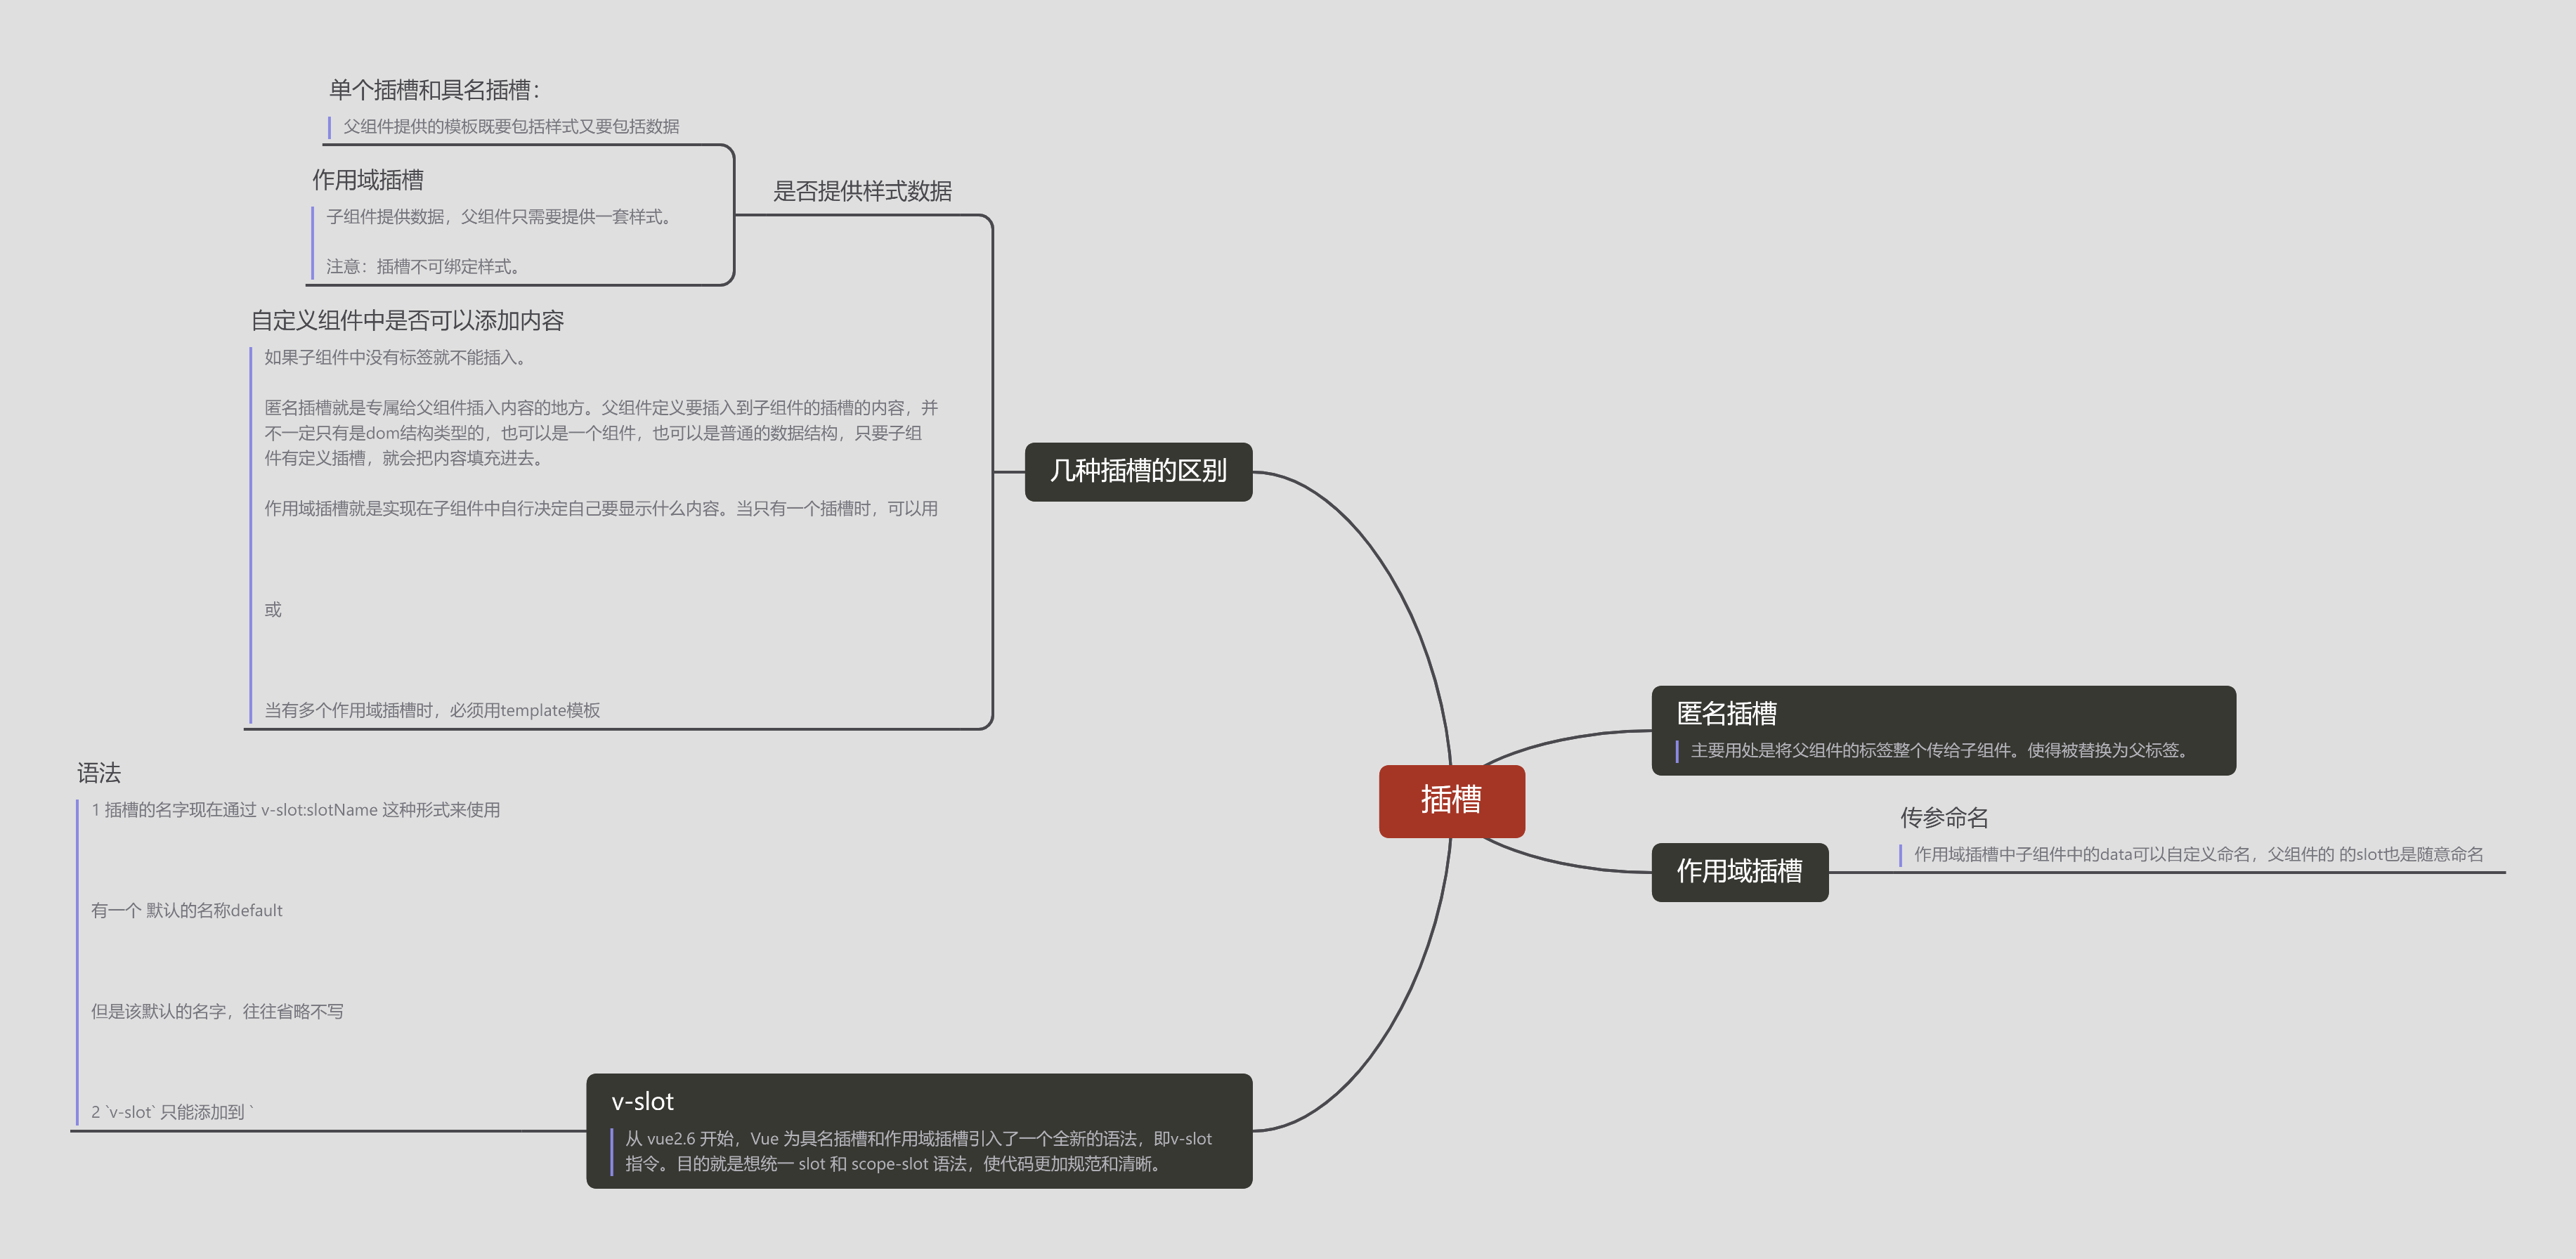 单个插槽和具名插槽：
父组件提供的模板既要包括样式又要包括数据
作用域插槽
子组件提供数据，父组件只需要提供一套样式。
注意：插槽不可绑定样式。
是否提供样式数据
自定义组件中是否可以添加内容
如果子组件中没有标签就不能插入。
匿名插槽就是专属给父组件插入内容的地方。父组件定义要插入到子组件的插槽的内容，并
不一定只有是dom结构类型的，也可以是一个组件，也可以是普通的数据结构，只要子组
件有定义插槽，就会把内容填充进去。
作用域插槽就是实现在子组件中自行决定自己要显示什么内容。当只有一个插槽时，可以用
或
当有多个作用域插槽时，必须用template模板
几种插槽的区别
语法
1 插槽的名字现在通过 v-slot:slotName 这种形式来使用
有一个 默认的名称default
但是该默认的名字，往往省略不写
2 `v-slot` 只能添加到 `
v-slot
从 vue2.6 开始，Vue 为具名插槽和作用域插槽引入了一个全新的语法，即v-slot
指令。目的就是想统一 slot 和 scope-slot 语法，使代码更加规范和清晰。
插槽
匿名插槽
主要用处是将父组件的标签整个传给子组件。使得被替换为父标签。
作用域插槽
传参命名
作用域插槽中子组件中的data可以自定义命名，父组件的 的slot也是随意命名